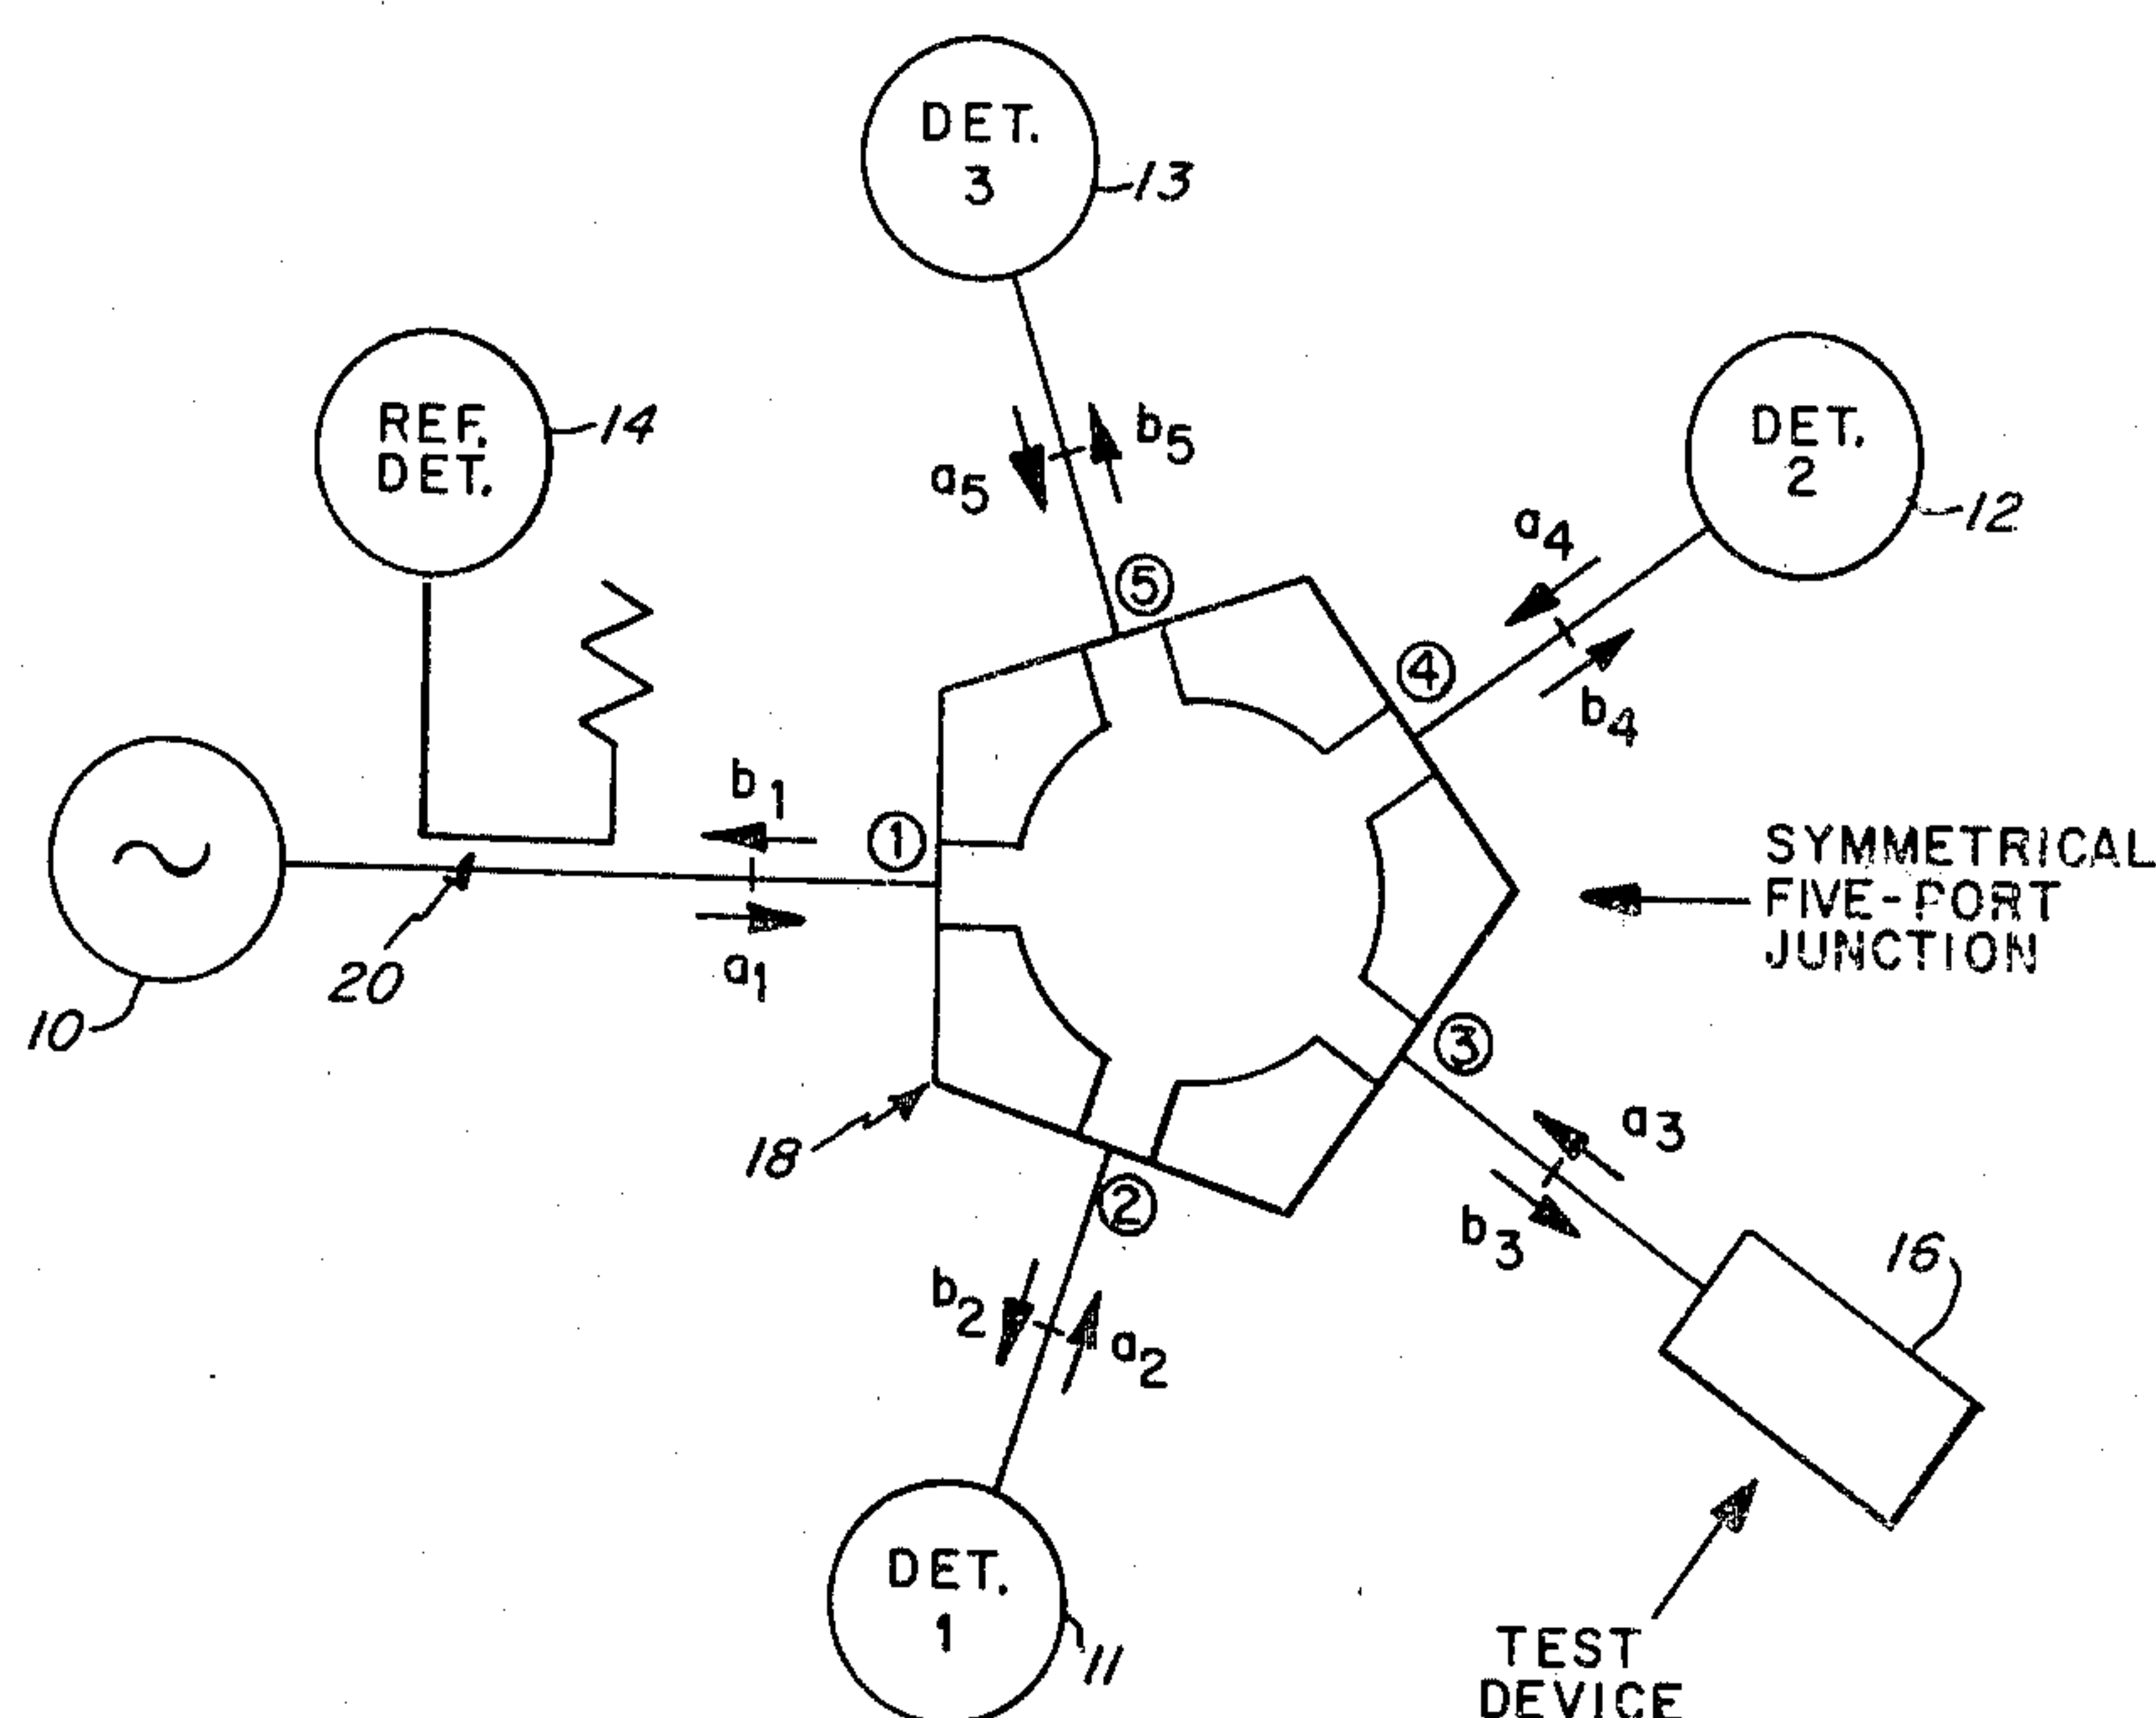 DET.
3
13
REF.
DET.
14
DET.
2
12
b5
a5
a4
b4
5
4
b1
1
a1
20
10
SYMMETRICAL
FIVE-PORT
JUNCTION
3
18
2
a3
b3
16
b2
a2
DET.
1
11
TEST
DEVICE